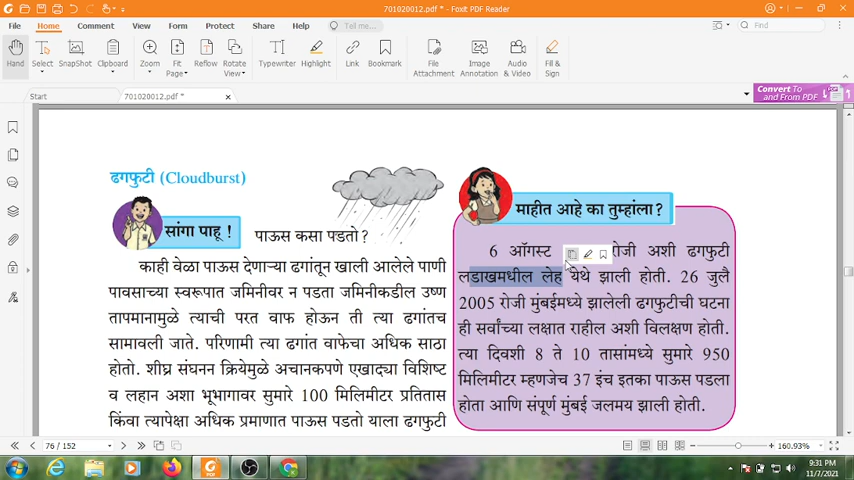 701020012.pdf * - Foxit PDF Reader
File Home Comment View Form Protect Share Help Tell me... Find
Hand Select SnapShot Clipboard Zoom Fit Page Reflow Rotate View Typewriter Highlight Link Bookmark File Attachment Image Annotation Audio & Video Fill & Sign
Start 701020012.pdf * Convert To and From PDF
ढगफुटी (Cloudburst)
सांगा पाहू !
पाऊस कसा पडतो?
काही वेळा पाऊस देणाऱ्या ढगांतून खाली आलेले पाणी
पावसाच्या स्वरूपात जमिनीवर न पडता जमिनीकडील उष्ण
तापमानामुळे त्याची परत वाफ होऊन ती त्या ढगांतच
सामावली जाते. परिणामी त्या ढगांत वाफेचा अधिक साठा
होतो. शीघ्र संघनन क्रियेमुळे अचानकपणे एखाद्या विशिष्ट
व लहान अशा भूभागावर सुमारे 100 मिलिमीटर प्रतितास
किंवा त्यापेक्षा अधिक प्रमाणात पाऊस पडतो याला ढगफुटी
माहीत आहे का तुम्हांला?
6 ऑगस्ट रोजी अशी ढगफुटी
लडाखमधील लेह येथे झाली होती. 26 जुलै
2005 रोजी मुंबईमध्ये झालेली ढगफुटीची घटना
ही सर्वांच्या लक्षात राहील अशी विलक्षण होती.
त्या दिवशी 8 ते 10 तासांमध्ये सुमारे 950
मिलिमीटर म्हणजेच 37 इंच इतका पाऊस पडला
होता आणि संपूर्ण मुंबई जलमय झाली होती.
76 / 152 160.93%
9:31 PM
11/7/2021